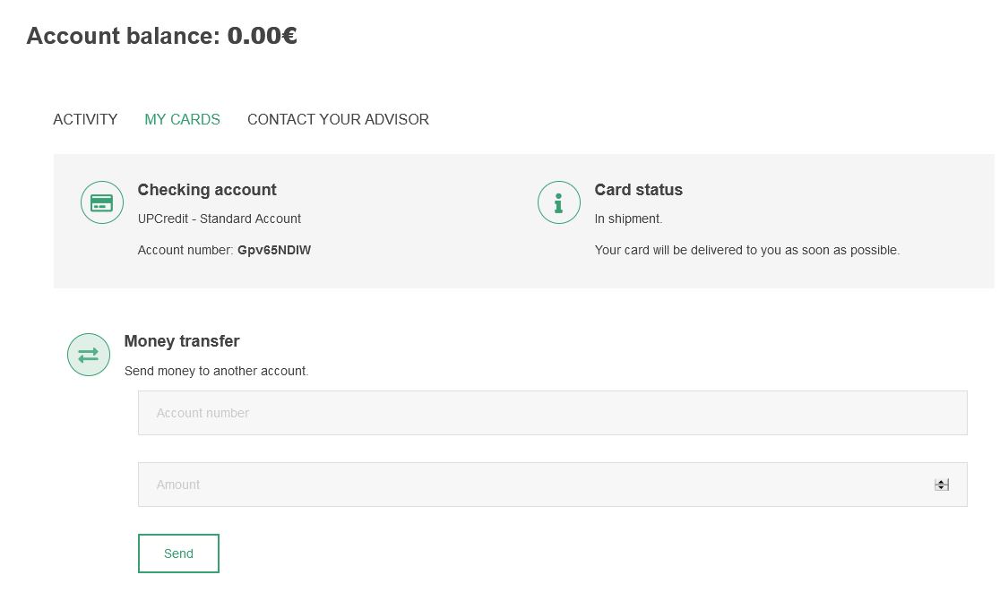 Account balance: 0.00€
ACTIVITY MY CARDS CONTACT YOUR ADVISOR
Checking account
UPCredit - Standard Account
Account number: Gpv65NDIW
Card status
In shipment.
Your card will be delivered to you as soon as possible.
Money transfer
Send money to another account.
Account number
Amount
Send